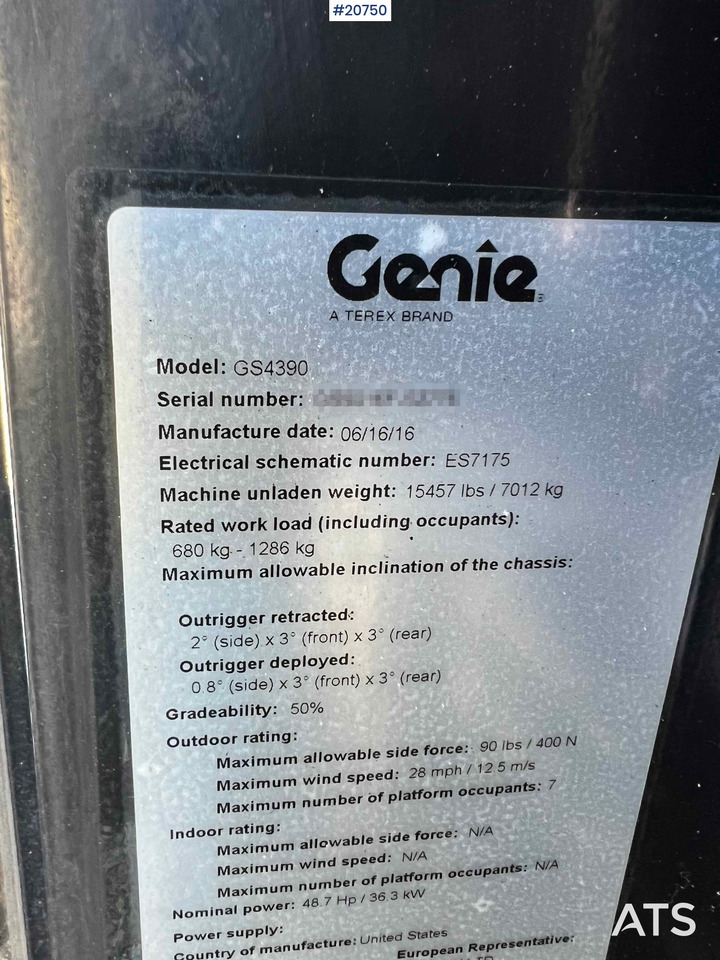 #20750
Genie
A TEREX BRAND
Model: GS4390
Serial number:
Manufacture date: 06/16/16
Electrical schematic number: ES7175
Machine unladen weight: 15457 lbs / 7012 kg
Rated work load (including occupants):
680 kg - 1286 kg
Maximum allowable inclination of the chassis:
Outrigger retracted:
2° (side) x 3° (front) x 3° (rear)
Outrigger deployed:
0.8° (side) x 3° (front) x 3° (rear)
Gradeability: 50%
Outdoor rating:
Maximum allowable side force: 90 lbs / 400 N
Maximum wind speed: 28 mph / 12.5 m/s
Maximum number of platform occupants: 7
Indoor rating:
Maximum allowable side force: N/A
Maximum wind speed: N/A
Maximum number of platform occupants: N/A
Nominal power: 48.7 Hp / 36.3 kW
Power supply:
Country of manufacture: United States
European Representative:
ATS